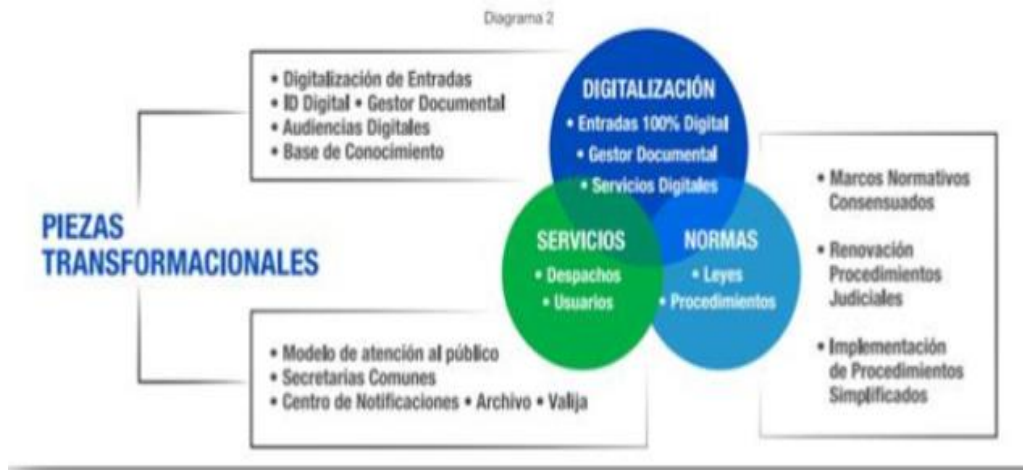 Diagrama 2
• Digitalización de Entradas
• ID Digital • Gestor Documental
• Audiencias Digitales
• Base de Conocimiento
PIEZAS
TRANSFORMACIONALES
• Modelo de atención al público
• Secretarias Comunes
• Centro de Notificaciones • Archivo • Valija
DIGITALIZACIÓN
• Entradas 100% Digital
• Gestor Documental
• Servicios Digitales
SERVICIOS
• Despachos
• Usuarios
NORMAS
• Leyes
• Procedimientos
• Marcos Normativos
Consensuados
• Renovación
Procedimientos
Judiciales
• Implementación
de Procedimientos
Simplificados